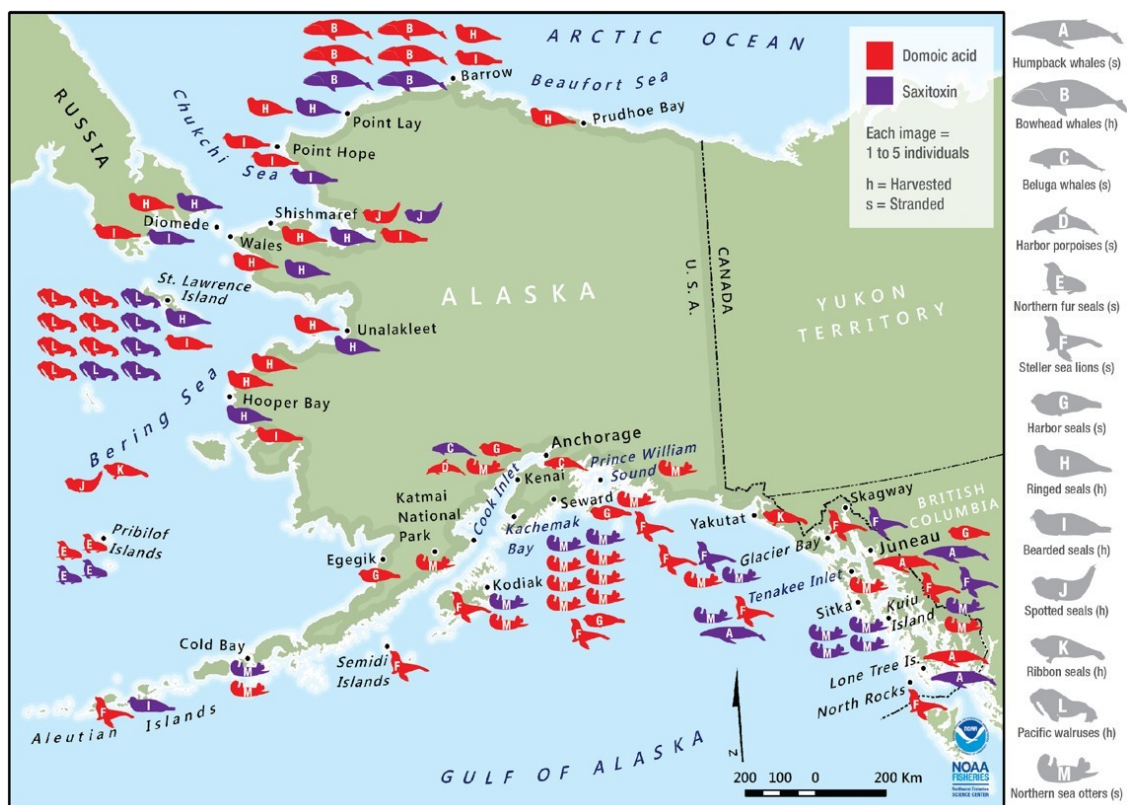 ARCTIC OCEAN
Beaufort Sea
Chukchi Sea
RUSSIA
B B H
B B I
B B
Barrow
H H
Point Lay
H
Prudhoe Bay
I
Point Hope
I
I
H H
Diomede
I I
Shishmaref
J J
Wales
H H I
H H
St. Lawrence
Island
L L L
H
L L L
I
L L L
L L L
H
Unalakleet
H
ALASKA
U.S.A.
CANADA
YUKON
TERRITORY
Bering Sea
H
H
Hooper Bay
H
I
K
J
Pribilof
Islands
E E
E E
C G
D M
Anchorage
C
Kenai
Cook Inlet
Prince William
Sound
M
Katmai
National
Park
Seward
M
G
F
Kachemak
Bay
Egegik
G
M
Kodiak
F M
M
M M
M M
M M
M M
M M
G
F
Yakutat
K
F F
M M
M F
A
Skagway
F F
BRITISH
COLUMBIA
Glacier Bay
Juneau
G
A
A
Tenakee Inlet
M
F F
Sitka
Kuiu
Island
M
M
M M
M M
Lone Tree Is.
A
A
North Rocks
F
Cold Bay
M
M
Semidi
Islands
F
F I
Aleutian Islands
GULF OF ALASKA
N
200 100 0 200 Km
NOAA
NOAA
FISHERIES
Northwest Fisheries
SCIENCE CENTER
Domoic acid
Saxitoxin
Each image =
1 to 5 individuals
h = Harvested
s = Stranded
A
Humpback whales (s)
B
Bowhead whales (h)
C
Beluga whales (s)
D
Harbor porpoises (s)
E
Northern fur seals (s)
F
Steller sea lions (s)
G
Harbor seals (s)
H
Ringed seals (h)
I
Bearded seals (h)
J
Spotted seals (h)
K
Ribbon seals (h)
L
Pacific walruses (h)
M
Northern sea otters (s)